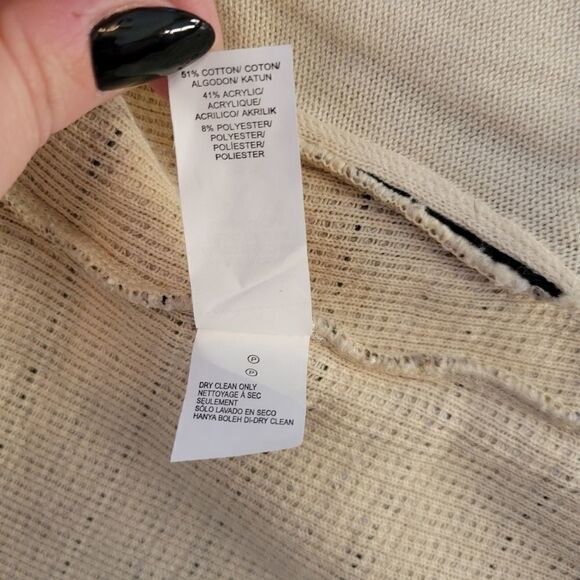 51% COTTON/ COTON/
ALGODON/ KATUN
41% ACRYLIC/
ACRYLIQUE/
ACRILICO/ AKRILIK
8% POLYESTER/
POLYESTER/
POLIESTER/
POLIESTER
P
P
DRY CLEAN ONLY
NETTOYAGE À SEC
SEULEMENT
SÓLO LAVADO EN SECO
HANYA BOLEH DI-DRY CLEAN